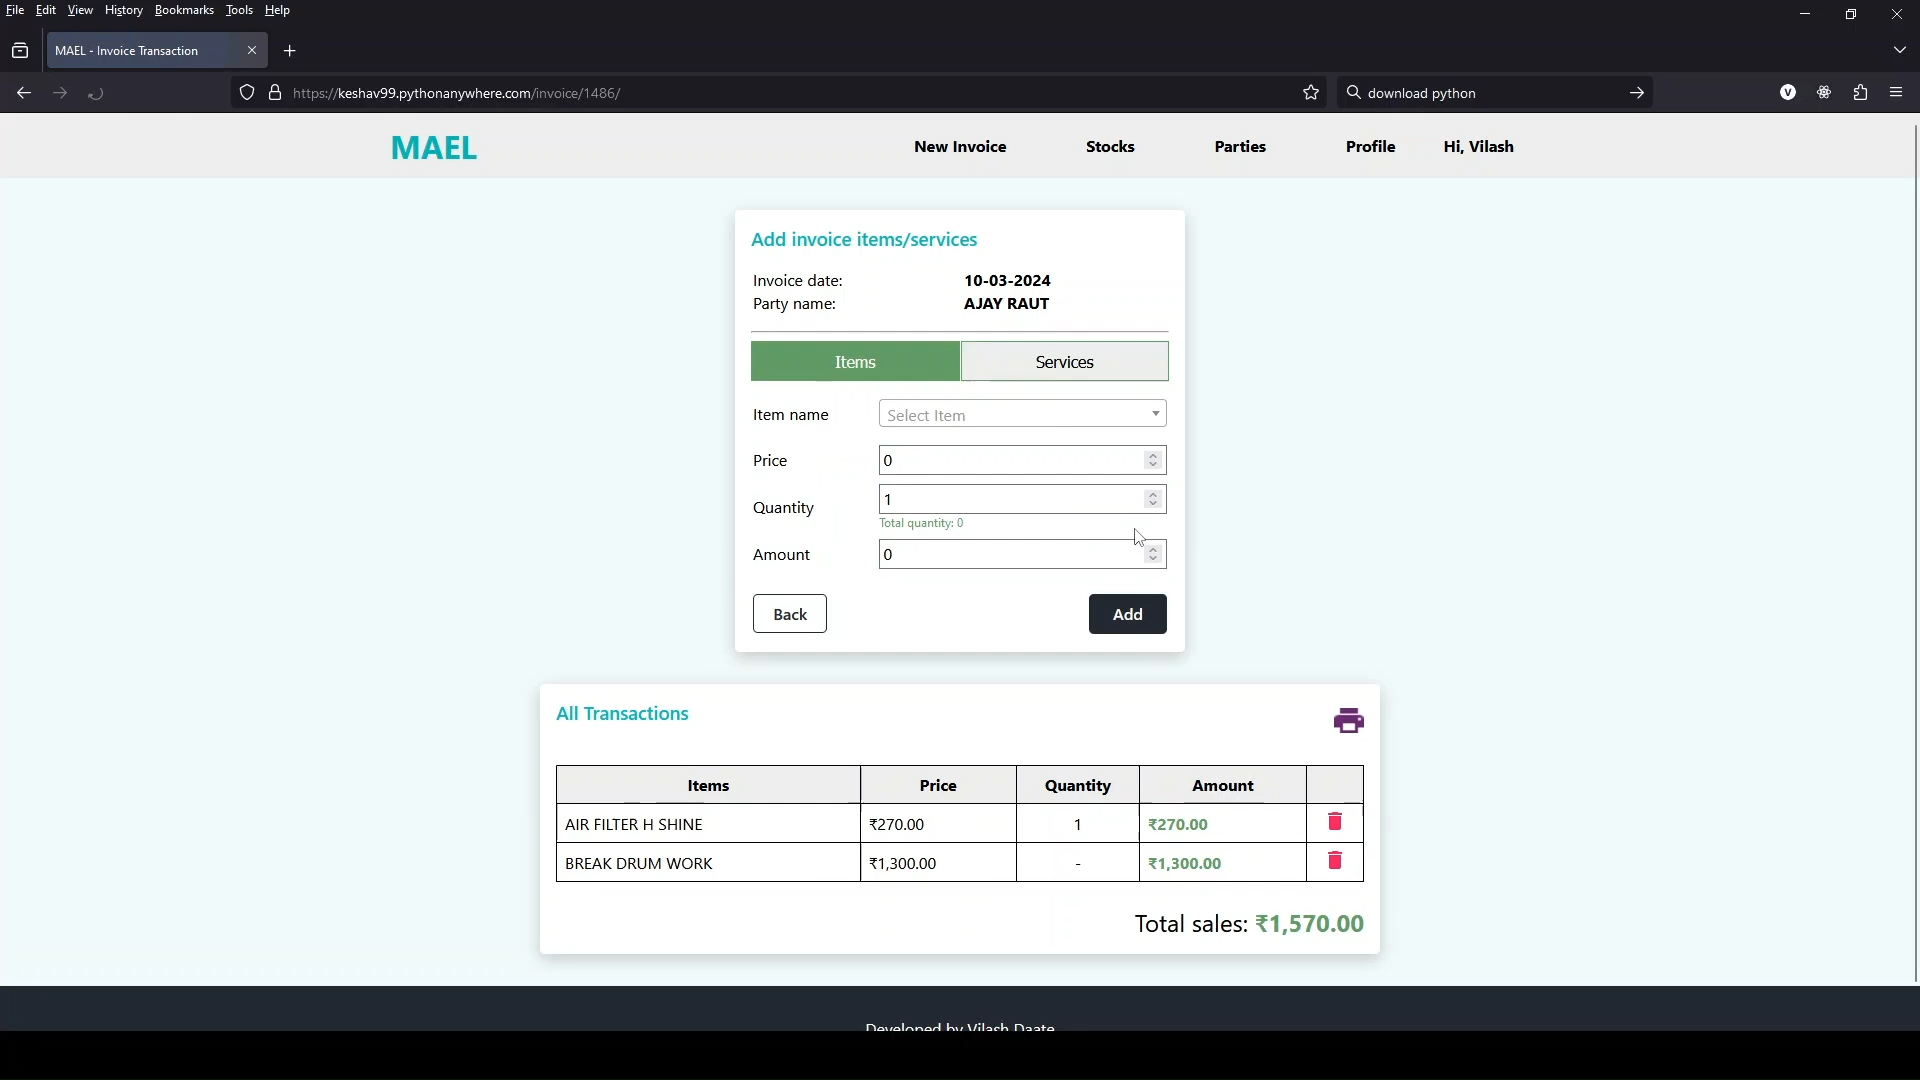 File Edit View History Bookmarks Tools Help
MAEL - Invoice Transaction
https://keshav99.pythonanywhere.com/invoice/1486/
download python
V
MAEL
New Invoice Stocks Parties Profile Hi, Vilash
Add invoice items/services
Invoice date: 10-03-2024
Party name: AJAY RAUT
Items Services
Item name Select Item
Price 0
Quantity 1
Total quantity: 0
Amount 0
Back Add
All Transactions
Items Price Quantity Amount
AIR FILTER H SHINE ₹270.00 1 ₹270.00
BREAK DRUM WORK ₹1,300.00 - ₹1,300.00
Total sales: ₹1,570.00
Developed by Vilash Daate